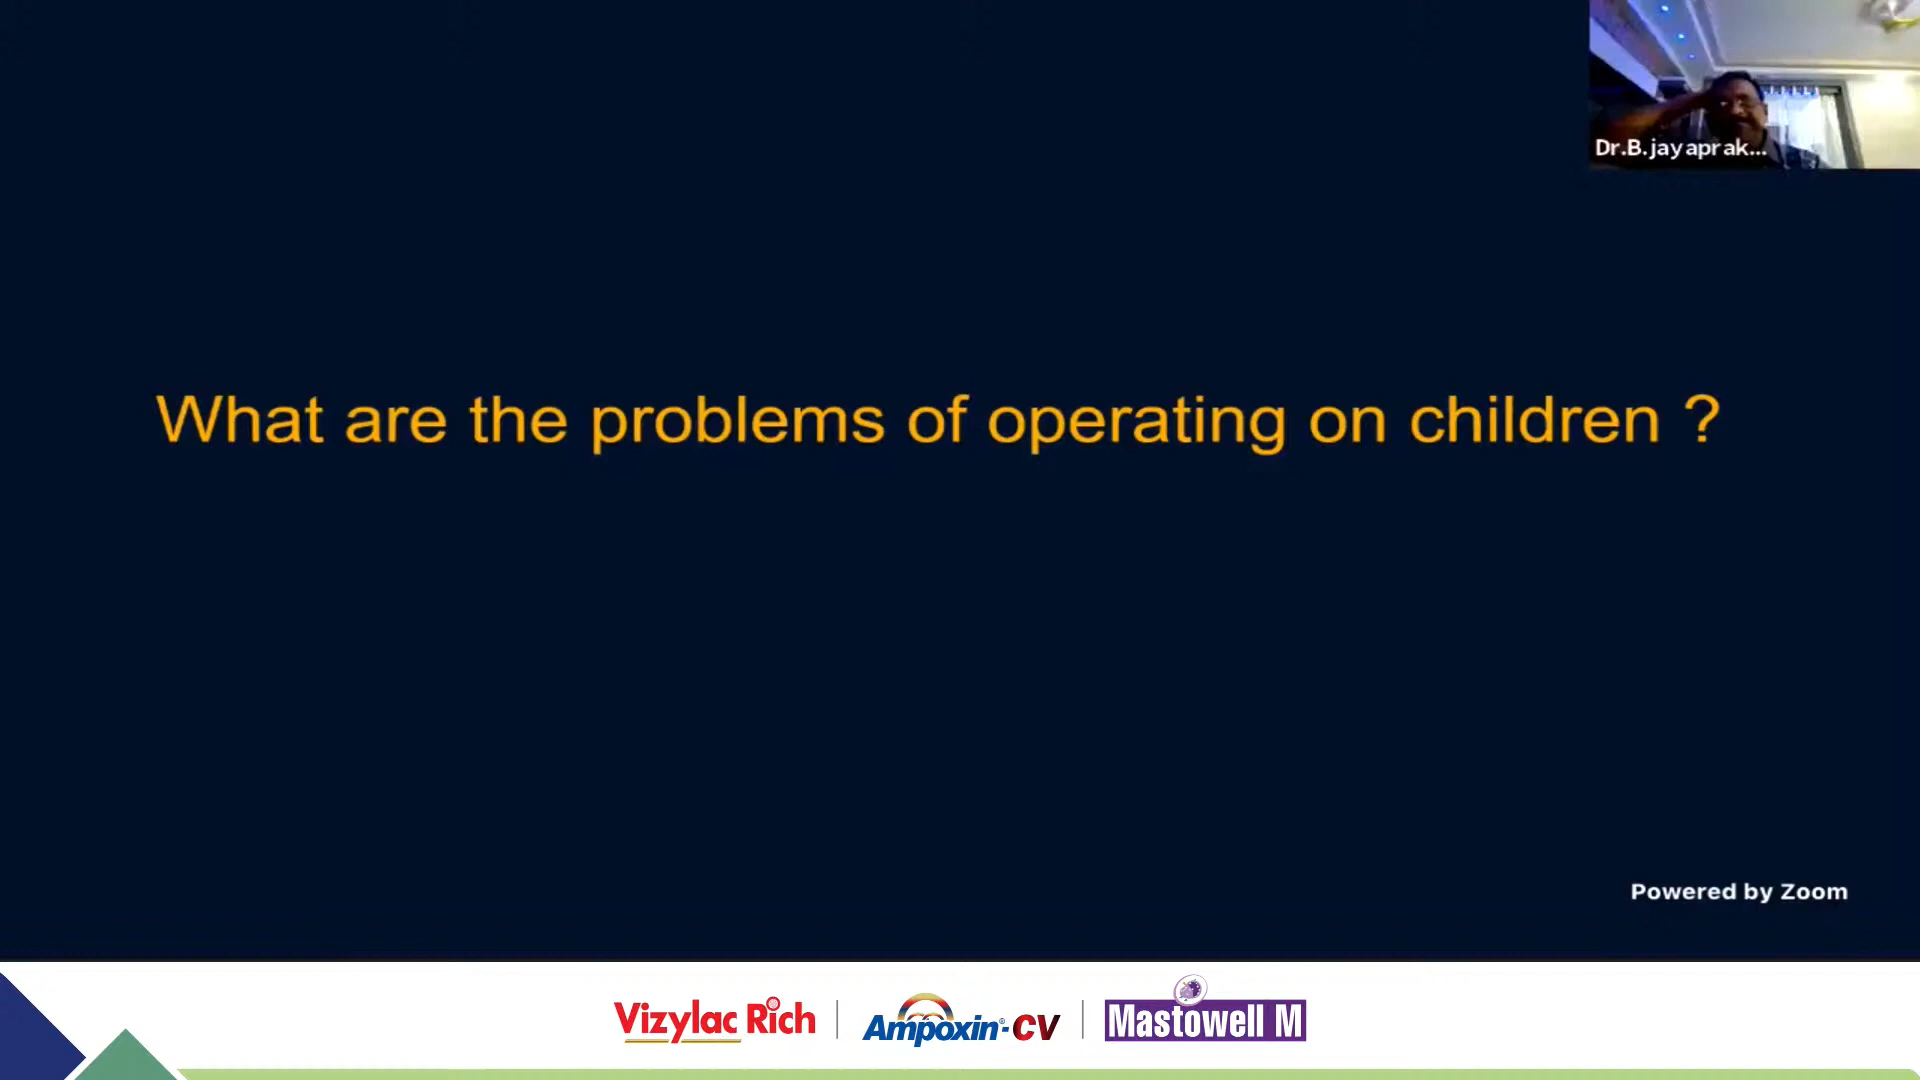 Dr.B.jayaprak...
What are the problems of operating on children ?
Powered by Zoom
Vizylac Rich
Ampoxin®-CV
Mastowell M